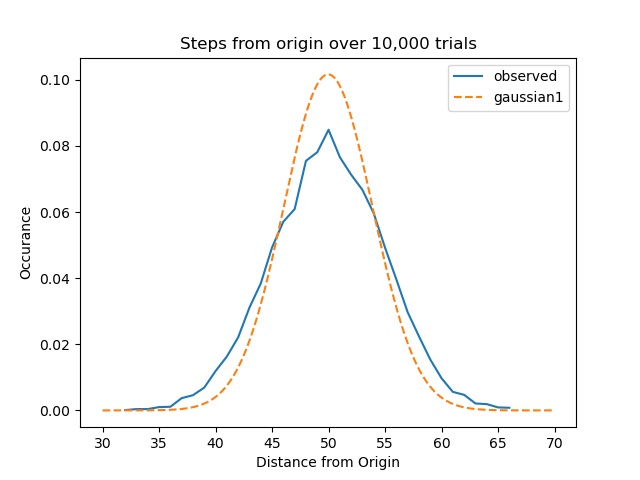 Steps from origin over 10,000 trials
observed
gaussian1
0.10
0.08
0.06
0.04
0.02
0.00
Occurance
30 35 40 45 50 55 60 65 70
Distance from Origin